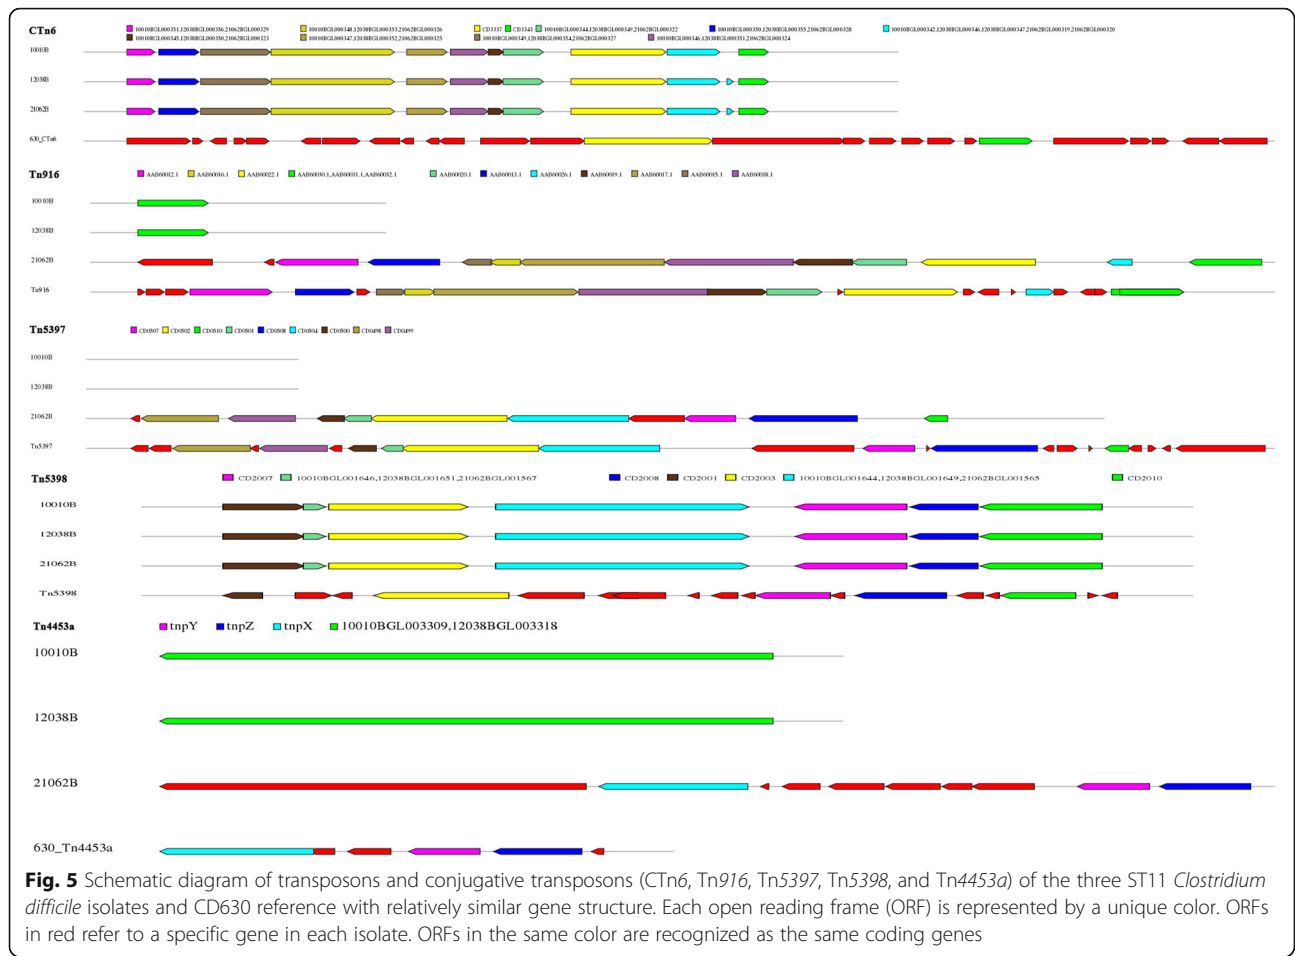 CTn6
10010BGL000351,12038BGL000356,21062BGL000329
10010BGL000348,12038BGL000353,21062BGL000326
CD3337
CD3343
10010BGL000344,12038BGL000349,21062BGL000322
10010BGL000350,12038BGL000355,21062BGL000328
10010BGL000342,12038BGL000346,12038BGL000347,21062BGL000319,21062BGL000320
10010BGL000345,12038BGL000350,21062BGL000323
10010BGL000347,12038BGL000352,21062BGL000325
10010BGL000349,12038BGL000354,21062BGL000327
10010BGL000346,12038BGL000351,21062BGL000324
10010B
12038B
21062B
630_CTn6
Tn916
AAB60012.1
AAB60016.1
AAB60022.1
AAB60030.1,AAB60031.1,AAB60032.1
AAB60020.1
AAB60013.1
AAB60026.1
AAB60019.1
AAB60017.1
AAB60015.1
AAB60018.1
10010B
12038B
21062B
Tn916
Tn5397
CD0507
CD0502
CD0510
CD0501
CD0508
CD0504
CD0500
CD0498
CD0499
10010B
12038B
21062B
Tn5397
Tn5398
CD2007
10010BGL001646,12038BGL001651,21062BGL001567
CD2008
CD2001
CD2003
10010BGL001644,12038BGL001649,21062BGL001565
CD2010
10010B
12038B
21062B
Tn5398
Tn4453a
tnpY
tnpZ
tnpX
10010BGL003309,12038BGL003318
10010B
12038B
21062B
630_Tn4453a
Fig. 5 Schematic diagram of transposons and conjugative transposons (CTn6, Tn916, Tn5397, Tn5398, and Tn4453a) of the three ST11 Clostridium
difficile isolates and CD630 reference with relatively similar gene structure. Each open reading frame (ORF) is represented by a unique color. ORFs
in red refer to a specific gene in each isolate. ORFs in the same color are recognized as the same coding genes